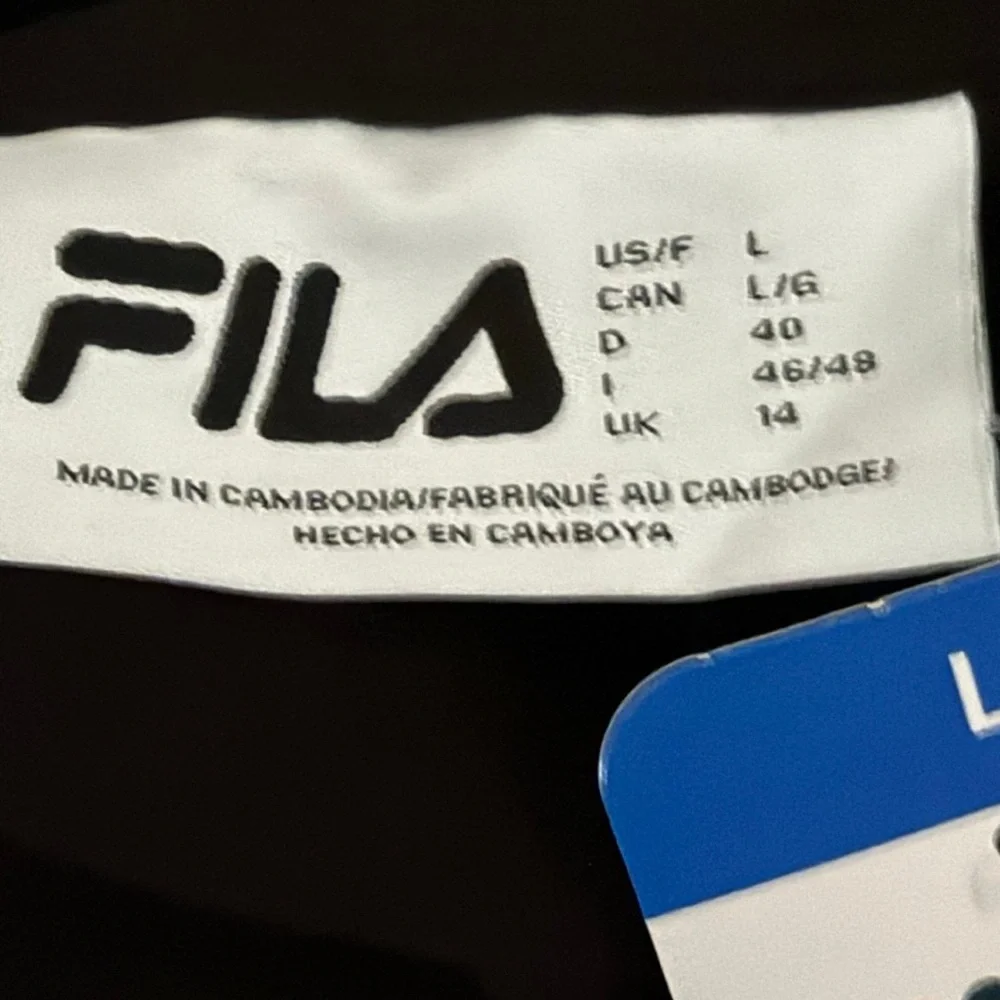 FILA
US/F L
CAN L/G
D 40
I 46/48
UK 14
MADE IN CAMBODIA/FABRIQUÉ AU CAMBODGE/
HECHO EN CAMBOYA
L